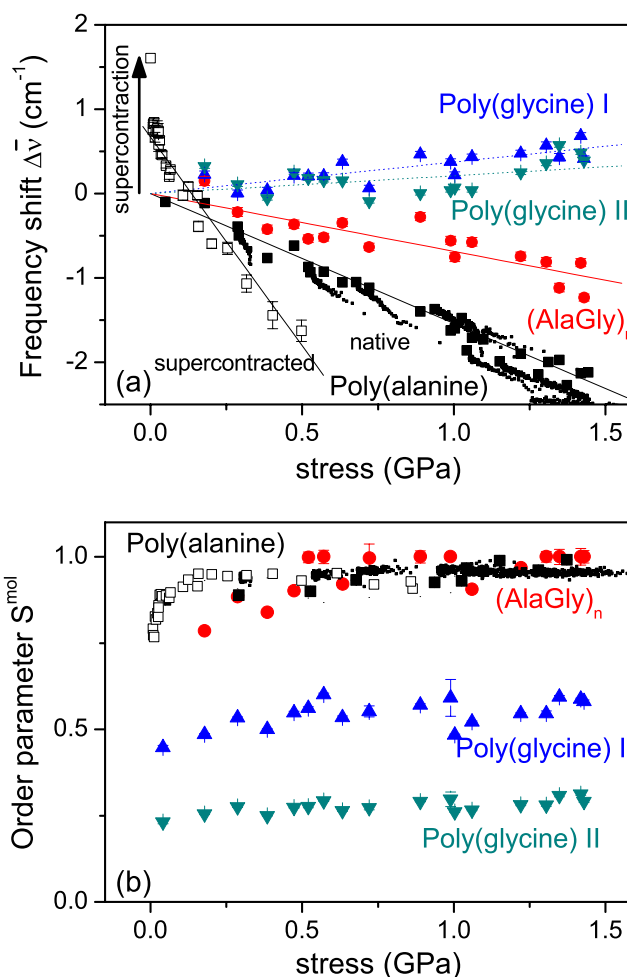 2
1
0
-1
-2
Frequency shift Δν̄ (cm⁻¹)
supercontraction
Poly(glycine) I
Poly(glycine) II
(AlaGly)ₙ
native
supercontracted
Poly(alanine)
(a)
0.0 0.5 1.0 1.5
stress (GPa)
Poly(alanine)
1.0
0.5
0.0
Order parameter Sᵐᵒˡ
(AlaGly)ₙ
Poly(glycine) I
Poly(glycine) II
(b)
0.0 0.5 1.0 1.5
stress (GPa)